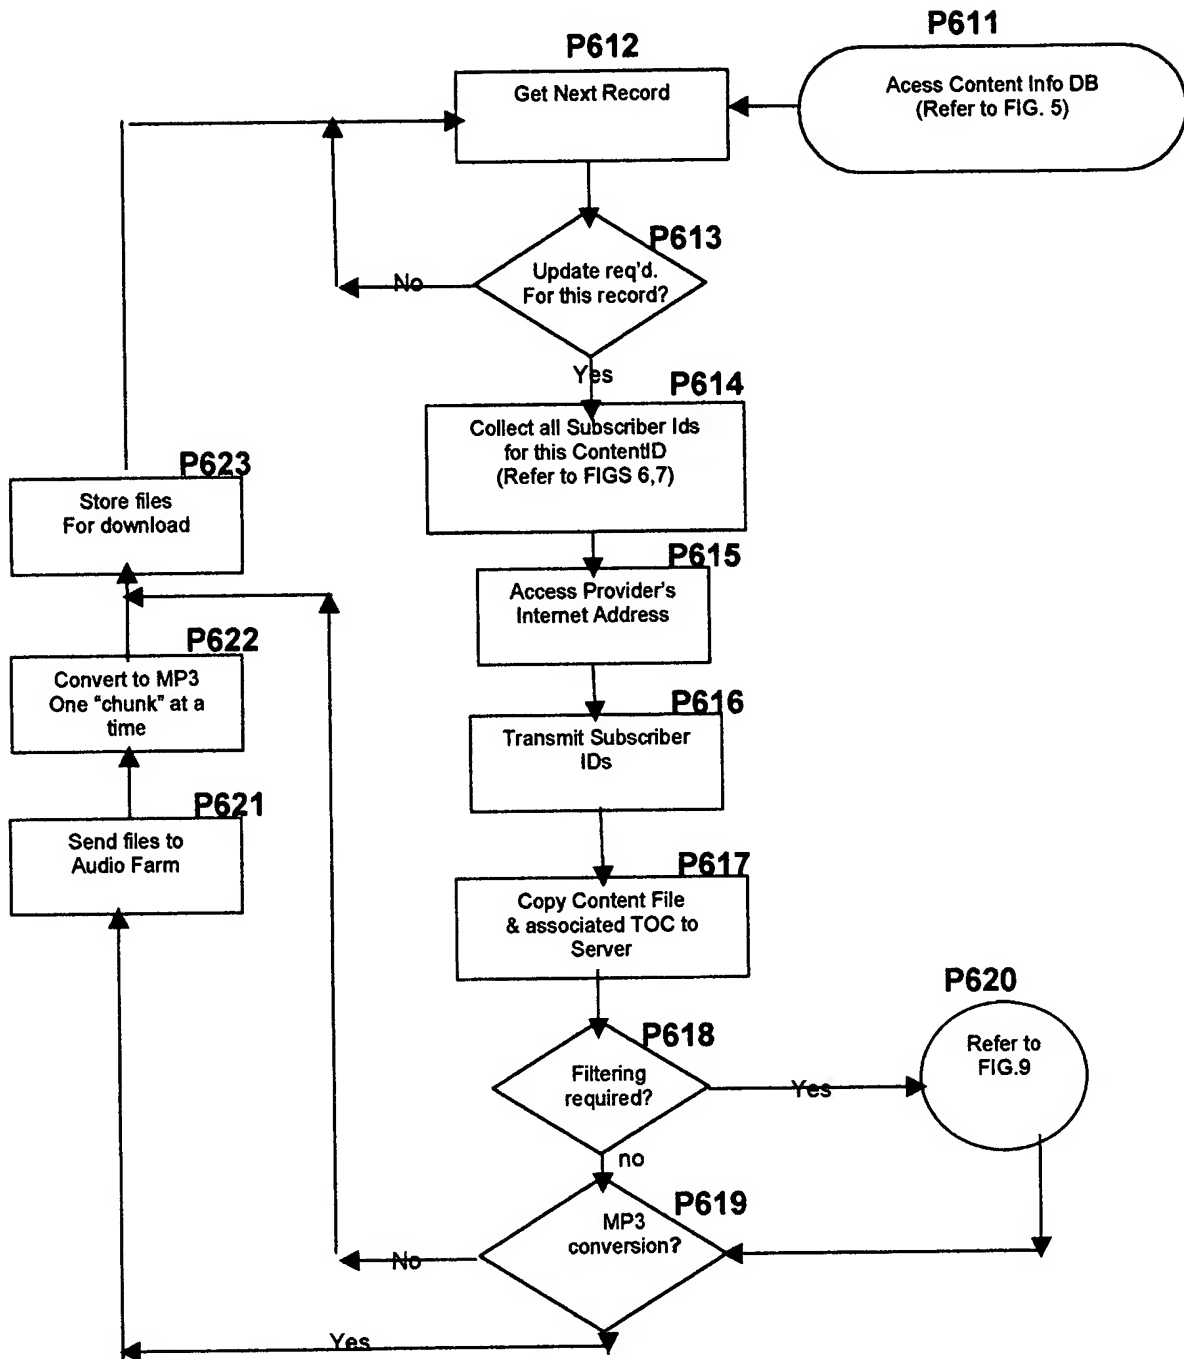 P611
P612
Get Next Record
Acess Content Info DB
(Refer to FIG. 5)
P613
Update req'd.
For this record?
No
Yes
P614
Collect all Subscriber Ids
for this ContentID
(Refer to FIGS 6,7)
P623
Store files
For download
P615
Access Provider's
Internet Address
P622
Convert to MP3
One "chunk" at a
time
P616
Transmit Subscriber
IDs
P621
Send files to
Audio Farm
P617
Copy Content File
& associated TOC to
Server
P618
Filtering
required?
Yes
P620
Refer to
FIG.9
no
P619
MP3
conversion?
No
Yes